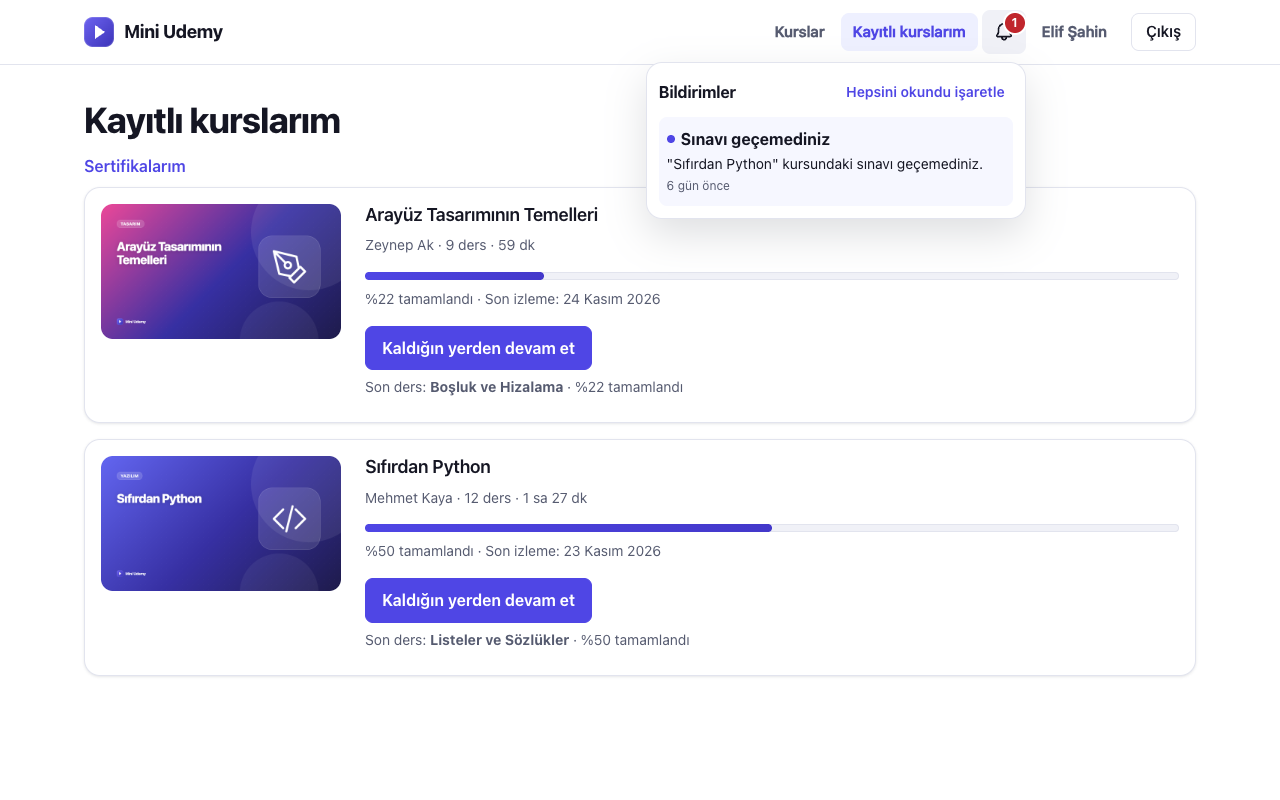 Mini Udemy
Kurslar
Kayıtlı kurslarım
1
Elif Şahin
Çıkış
Bildirimler
Hepsini okundu işaretle
Sınavı geçemediniz
"Sıfırdan Python" kursundaki sınavı geçemediniz.
6 gün önce
Kayıtlı kurslarım
Sertifikalarım
TASARIM
Arayüz Tasarımının
Temelleri
Mini Udemy
Arayüz Tasarımının Temelleri
Zeynep Ak · 9 ders · 59 dk
%22 tamamlandı · Son izleme: 24 Kasım 2026
Kaldığın yerden devam et
Son ders: Boşluk ve Hizalama · %22 tamamlandı
YAZILIM
Sıfırdan Python
Mini Udemy
Sıfırdan Python
Mehmet Kaya · 12 ders · 1 sa 27 dk
%50 tamamlandı · Son izleme: 23 Kasım 2026
Kaldığın yerden devam et
Son ders: Listeler ve Sözlükler · %50 tamamlandı